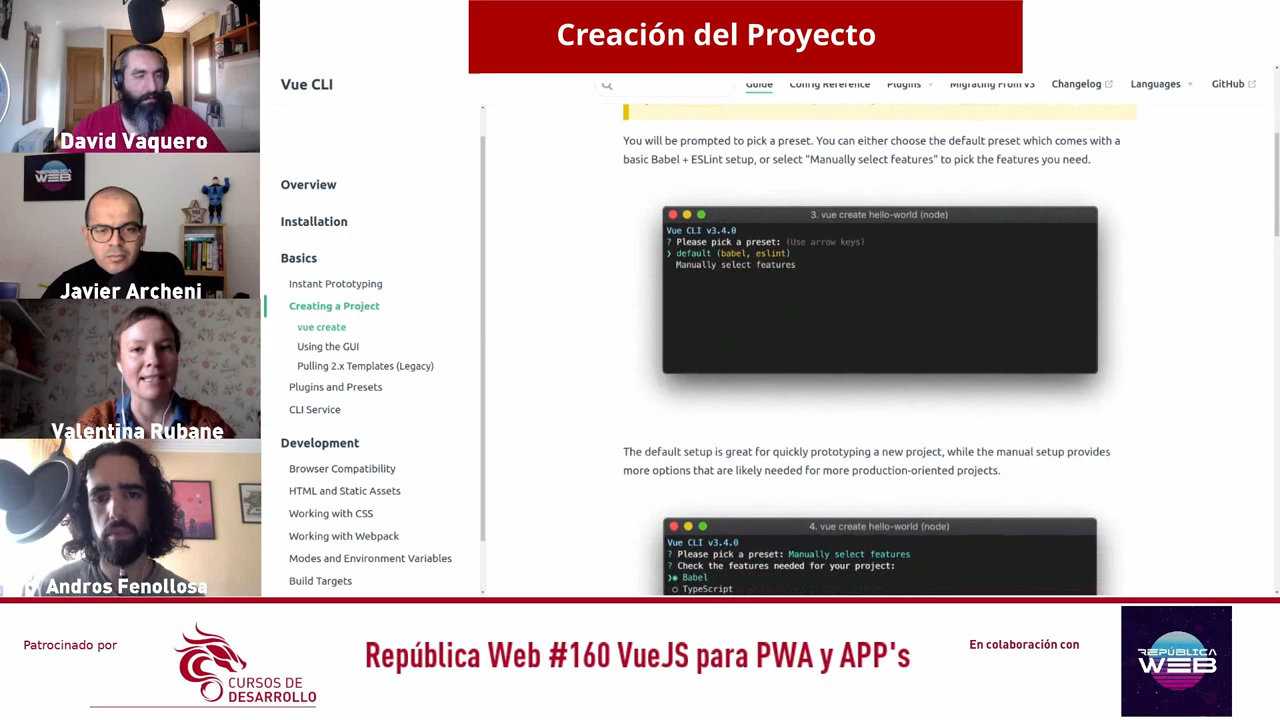 Creación del Proyecto
David Vaquero
REPÚBLICA
WEB
Javier Archeni
Valentina Rubane
Andros Fenollosa
Vue CLI
Guide
Config Reference
Plugins
Migrating From v3
Changelog
Languages
GitHub
Overview
Installation
Basics
Instant Prototyping
Creating a Project
vue create
Using the GUI
Pulling 2.x Templates (Legacy)
Plugins and Presets
CLI Service
Development
Browser Compatibility
HTML and Static Assets
Working with CSS
Working with Webpack
Modes and Environment Variables
Build Targets
You will be prompted to pick a preset. You can either choose the default preset which comes with a
basic Babel + ESLint setup, or select "Manually select features" to pick the features you need.
3. vue create hello-world (node)
Vue CLI v3.4.0
? Please pick a preset: (Use arrow keys)
❯ default (babel, eslint)
Manually select features
The default setup is great for quickly prototyping a new project, while the manual setup provides
more options that are likely needed for more production-oriented projects.
4. vue create hello-world (node)
Vue CLI v3.4.0
? Please pick a preset: Manually select features
? Check the features needed for your project:
❯◉ Babel
○ TypeScript
Patrocinado por
CURSOS DE
DESARROLLO
República Web #160 VueJS para PWA y APP's
En colaboración con
REPÚBLICA
WEB